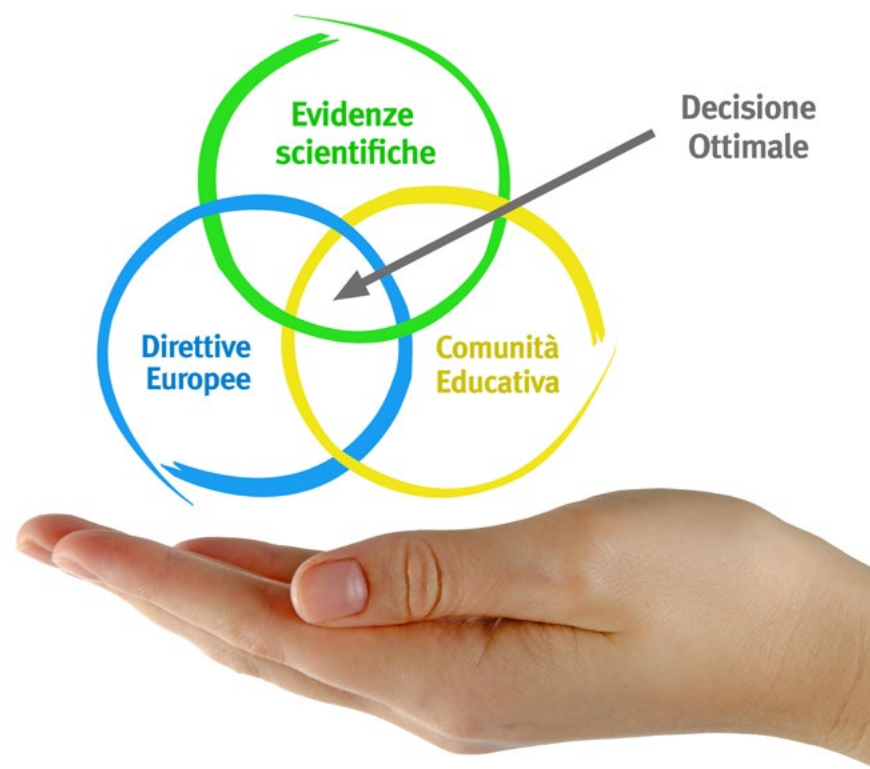 Evidenze
scientifiche
Decisione
Ottimale
Direttive
Europee
Comunità
Educativa